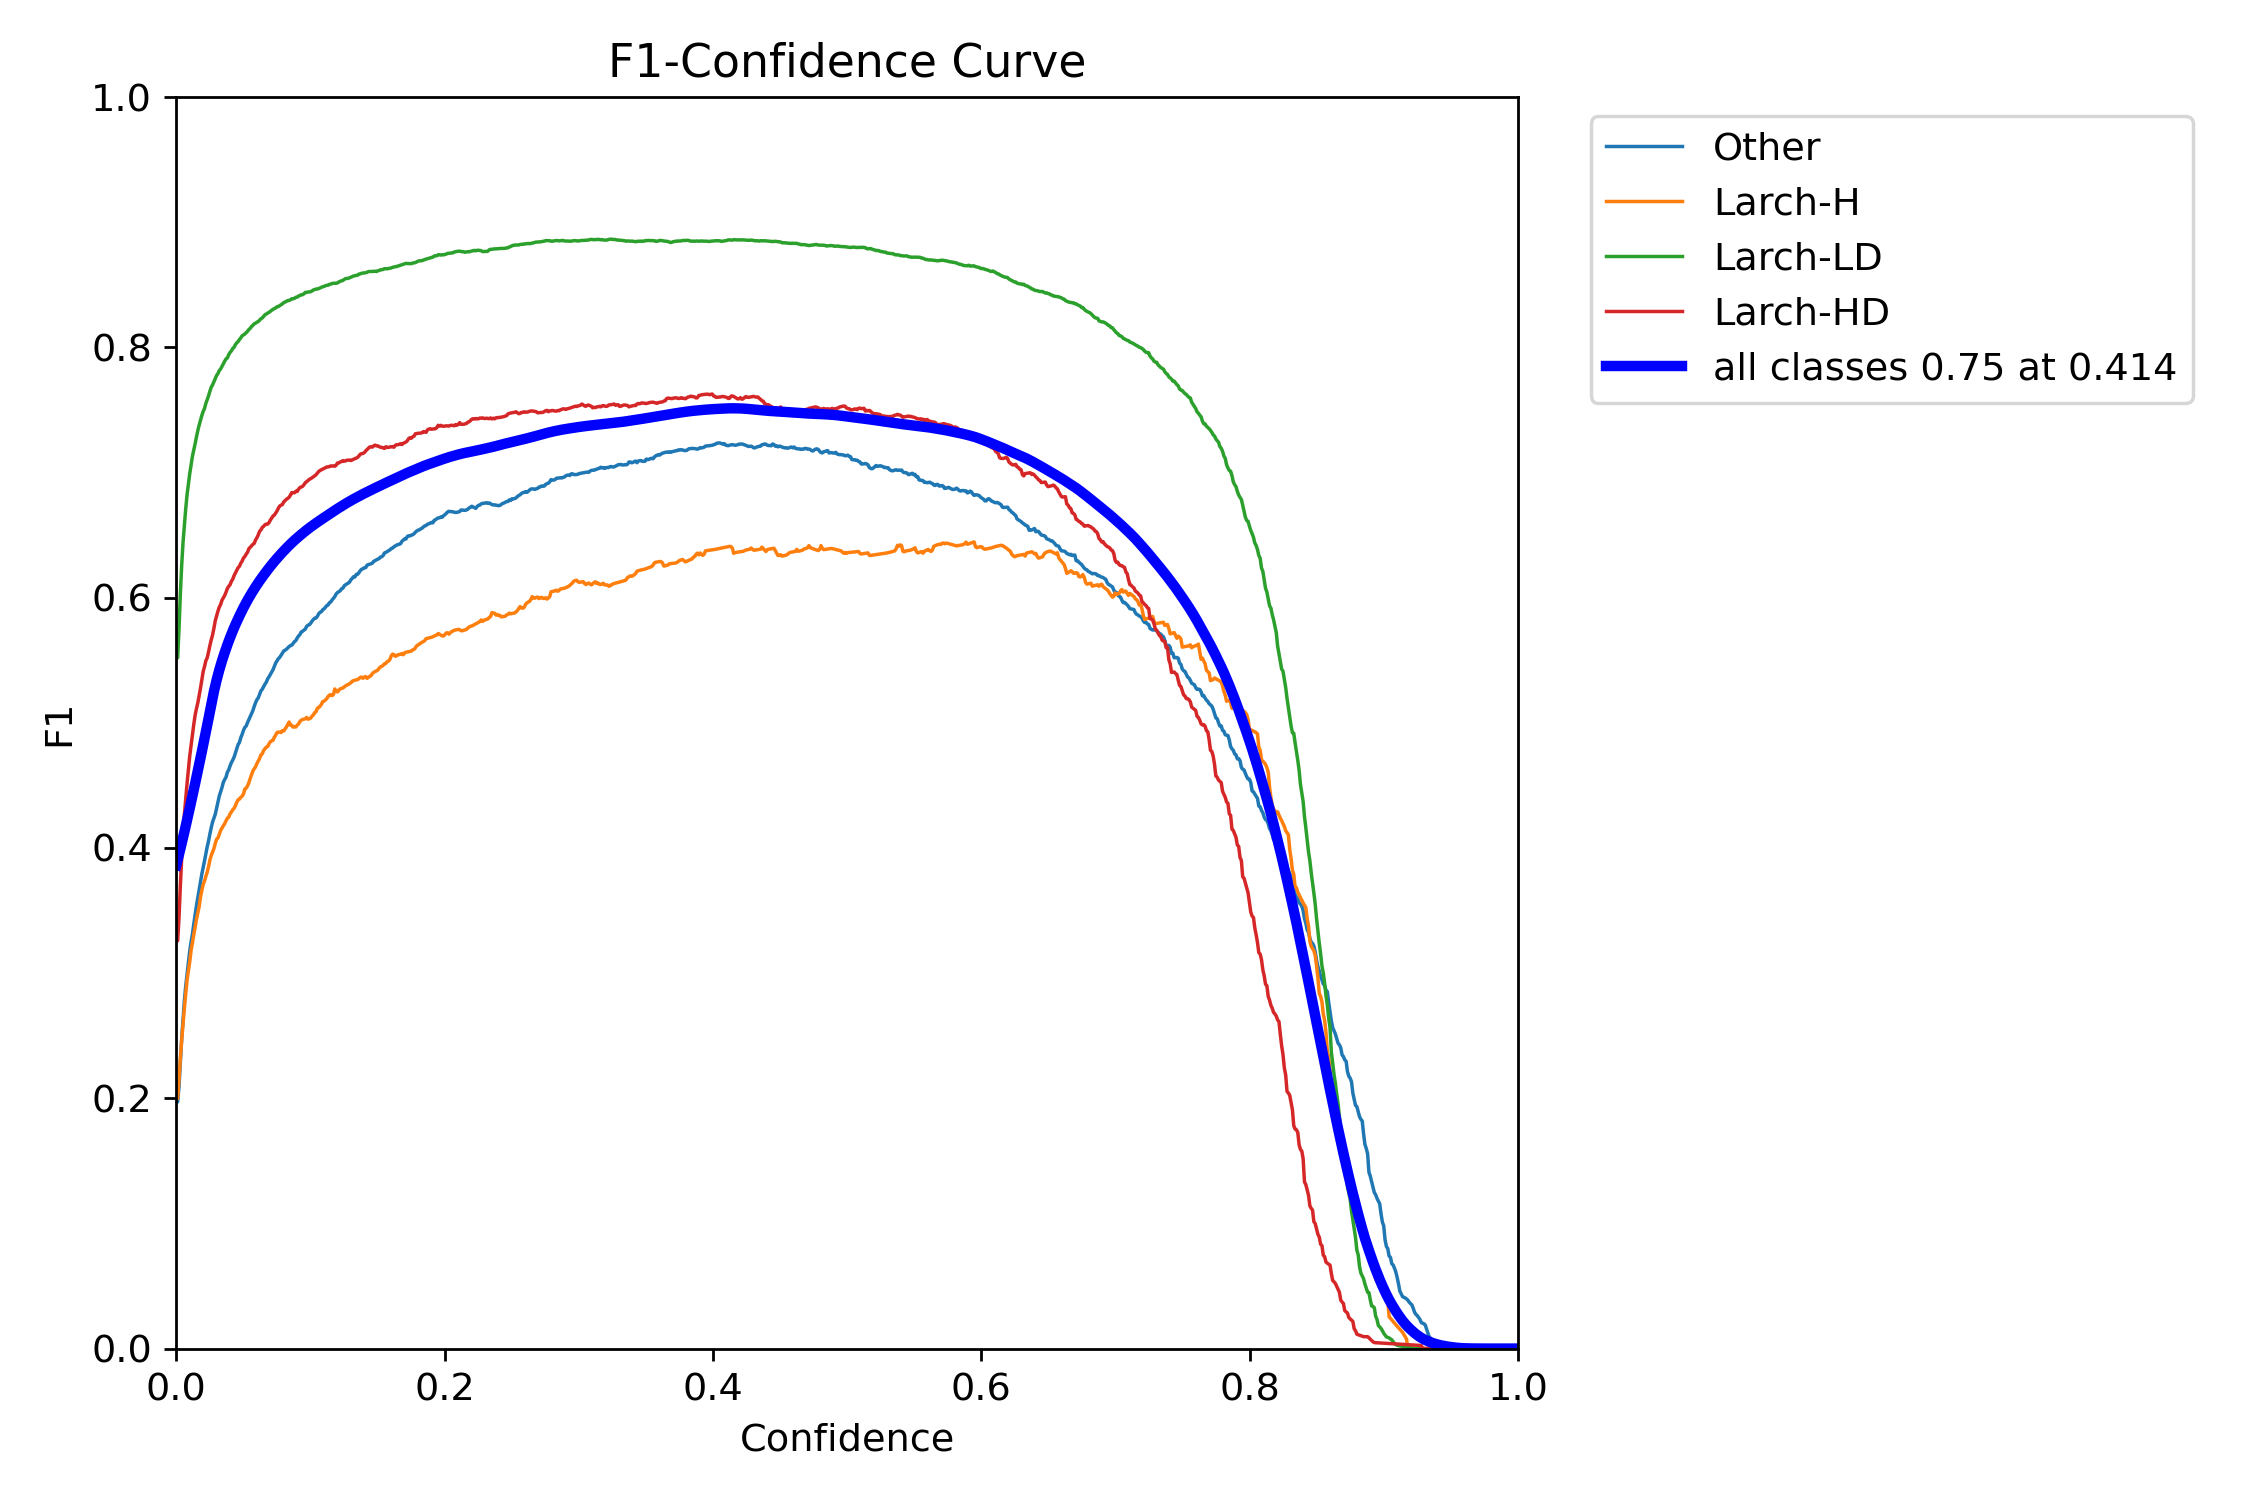 F1-Confidence Curve
1.0
0.8
0.6
0.4
0.2
0.0
F1
0.0 0.2 0.4 0.6 0.8 1.0
Confidence
Other
Larch-H
Larch-LD
Larch-HD
all classes 0.75 at 0.414